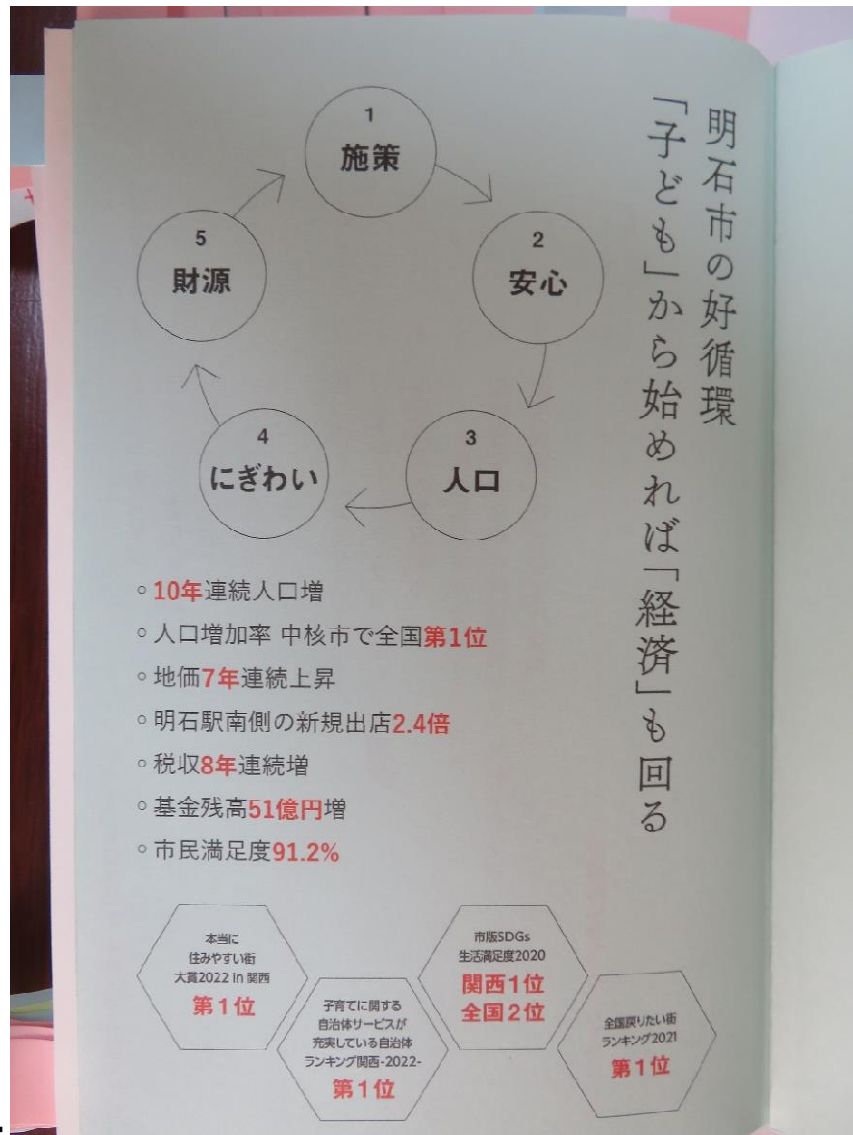 明石市の好循環
「子ども」から始めれば「経済」も回る
1
施策
2
安心
3
人口
4
にぎわい
5
財源
○10年連続人口増
○人口増加率 中核市で全国第1位
○地価7年連続上昇
○明石駅南側の新規出店2.4倍
○税収8年連続増
○基金残高51億円増
○市民満足度91.2%
本当に
住みやすい街
大賞2022 in 関西
第1位
子育てに関する
自治体サービスが
充実している自治体
ランキング関西-2022-
第1位
市版SDGs
生活満足度2020
関西1位
全国2位
全国戻りたい街
ランキング2021
第1位